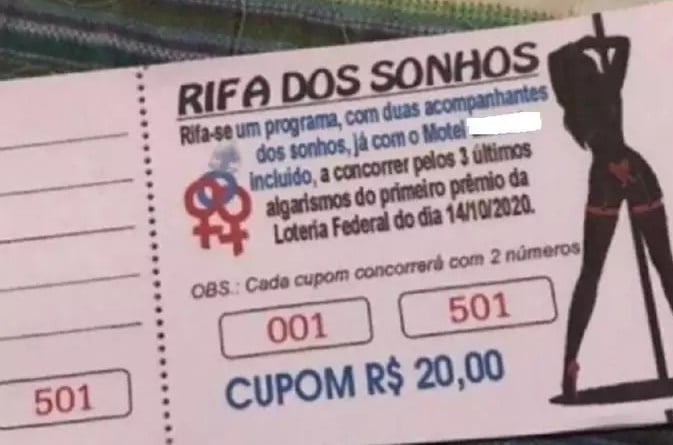 RIFA DOS SONHOS
Rifa-se um programa, com duas acompanhantes
dos sonhos, já com o Motel
incluido, a concorrer pelos 3 últimos
algarismos do primeiro prêmio da
Loteria Federal do dia 14/10/2020.
OBS.: Cada cupom concorrerá com 2 números
001
501
CUPOM R$ 20,00
501